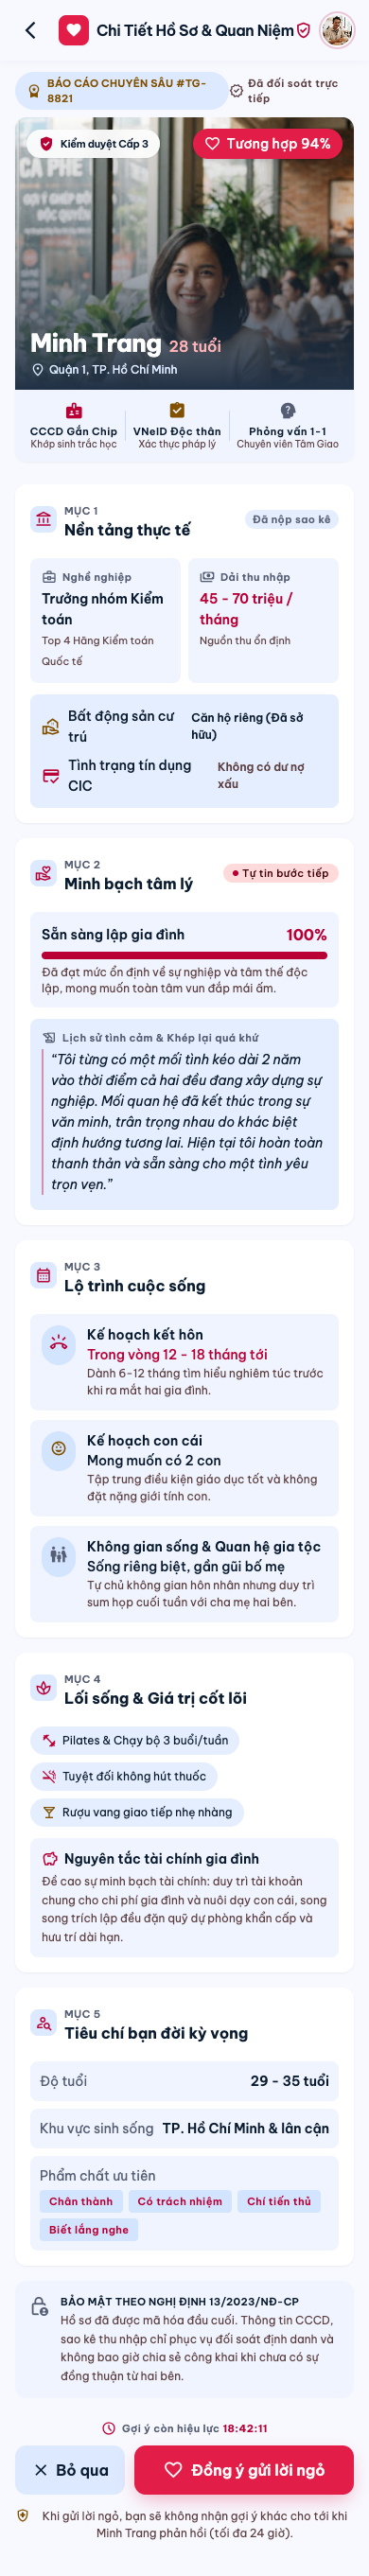 Chi Tiết Hồ Sơ & Quan Niệm
BÁO CÁO CHUYÊN SÂU #TG-
8821
Đã đối soát trực
tiếp
Kiểm duyệt Cấp 3
Tương hợp 94%
CÀ PHÊ
Minh Trang 28 tuổi
Quận 1, TP. Hồ Chí Minh
CCCD Gắn Chip
Khớp sinh trắc học
VNeID Độc thân
Xác thực pháp lý
Phỏng vấn 1-1
Chuyên viên Tâm Giao
MỤC 1
Nền tảng thực tế
Đã nộp sao kê
Nghề nghiệp
Trưởng nhóm Kiểm
toán
Top 4 Hãng Kiểm toán
Quốc tế
Dải thu nhập
45 - 70 triệu /
tháng
Nguồn thu ổn định
Bất động sản cư
trú
Căn hộ riêng (Đã sở
hữu)
Tình trạng tín dụng
CIC
Không có dư nợ
xấu
MỤC 2
Minh bạch tâm lý
Tự tin bước tiếp
Sẵn sàng lập gia đình
100%
Đã đạt mức ổn định về sự nghiệp và tâm thế độc
lập, mong muốn toàn tâm vun đắp mái ấm.
Lịch sử tình cảm & Khép lại quá khứ
“Tôi từng có một mối tình kéo dài 2 năm
vào thời điểm cả hai đều đang xây dựng sự
nghiệp. Mối quan hệ đã kết thúc trong sự
văn minh, trân trọng nhau do khác biệt
định hướng tương lai. Hiện tại tôi hoàn toàn
thanh thản và sẵn sàng cho một tình yêu
trọn vẹn.”
MỤC 3
Lộ trình cuộc sống
Kế hoạch kết hôn
Trong vòng 12 - 18 tháng tới
Dành 6-12 tháng tìm hiểu nghiêm túc trước
khi ra mắt hai gia đình.
Kế hoạch con cái
Mong muốn có 2 con
Tập trung điều kiện giáo dục tốt và không
đặt nặng giới tính con.
Không gian sống & Quan hệ gia tộc
Sống riêng biệt, gần gũi bố mẹ
Tự chủ không gian hôn nhân nhưng duy trì
sum họp cuối tuần với cha mẹ hai bên.
MỤC 4
Lối sống & Giá trị cốt lõi
Pilates & Chạy bộ 3 buổi/tuần
Tuyệt đối không hút thuốc
Rượu vang giao tiếp nhẹ nhàng
Nguyên tắc tài chính gia đình
Đề cao sự minh bạch tài chính: duy trì tài khoản
chung cho chi phí gia đình và nuôi dạy con cái, song
song trích lập đều đặn quỹ dự phòng khẩn cấp và
hưu trí dài hạn.
MỤC 5
Tiêu chí bạn đời kỳ vọng
Độ tuổi
29 - 35 tuổi
Khu vực sinh sống
TP. Hồ Chí Minh & lân cận
Phẩm chất ưu tiên
Chân thành
Có trách nhiệm
Chí tiến thủ
Biết lắng nghe
BẢO MẬT THEO NGHỊ ĐỊNH 13/2023/NĐ-CP
Hồ sơ đã được mã hóa đầu cuối. Thông tin CCCD,
sao kê thu nhập chỉ phục vụ đối soát định danh và
không bao giờ chia sẻ công khai khi chưa có sự
đồng thuận từ hai bên.
Gợi ý còn hiệu lực 18:42:11
Bỏ qua
Đồng ý gửi lời ngỏ
Khi gửi lời ngỏ, bạn sẽ không nhận gợi ý khác cho tới khi
Minh Trang phản hồi (tối đa 24 giờ).